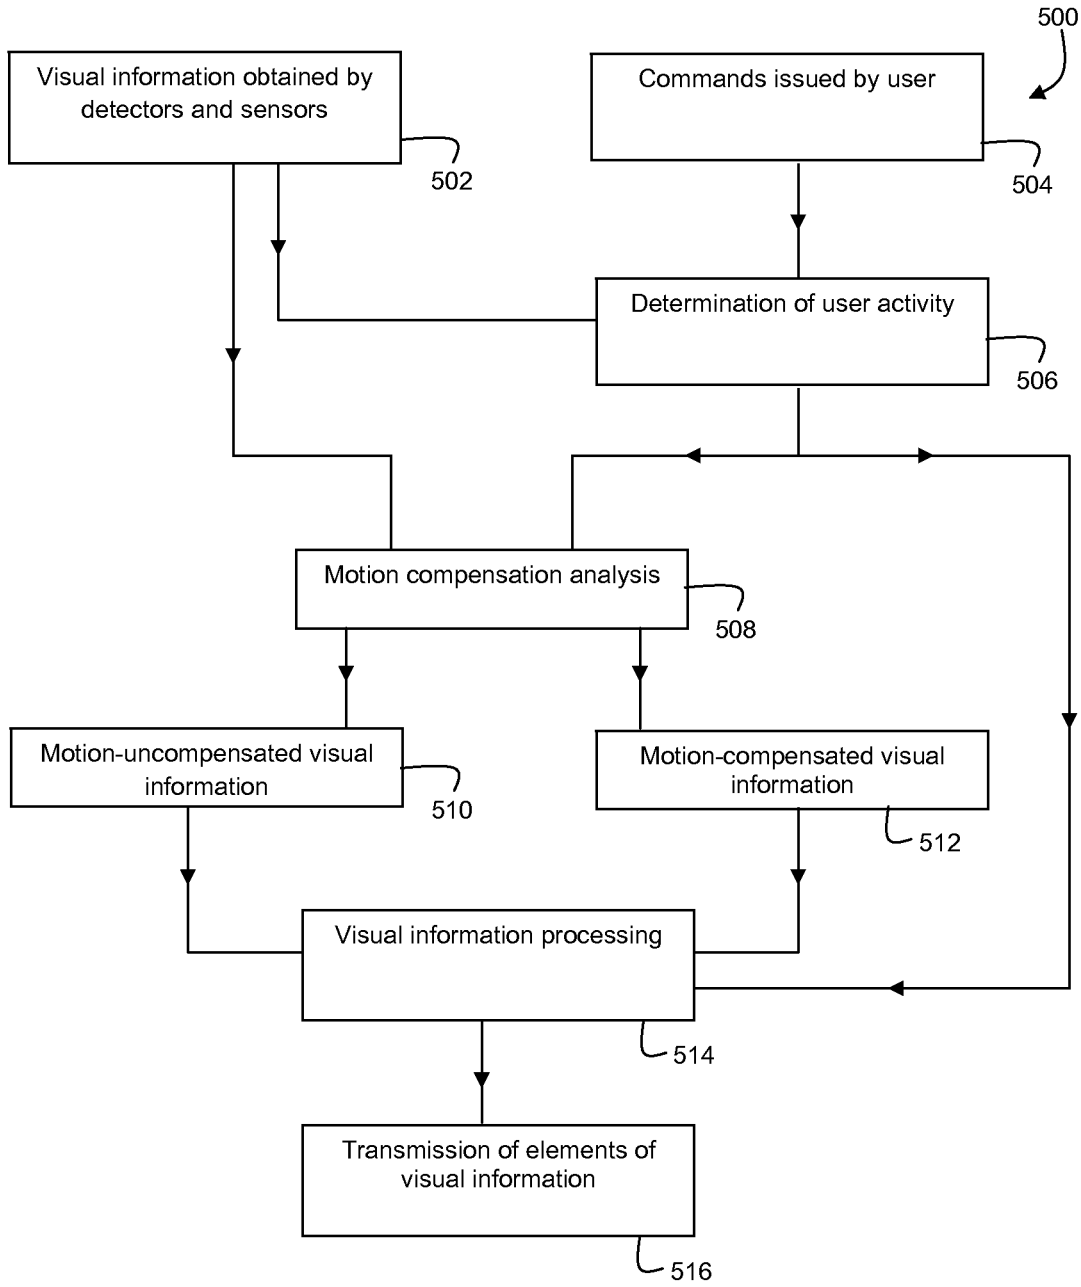 500
Visual information obtained by
detectors and sensors
502
Commands issued by user
504
Determination of user activity
506
Motion compensation analysis
508
Motion-uncompensated visual
information
510
Motion-compensated visual
information
512
Visual information processing
514
Transmission of elements of
visual information
516